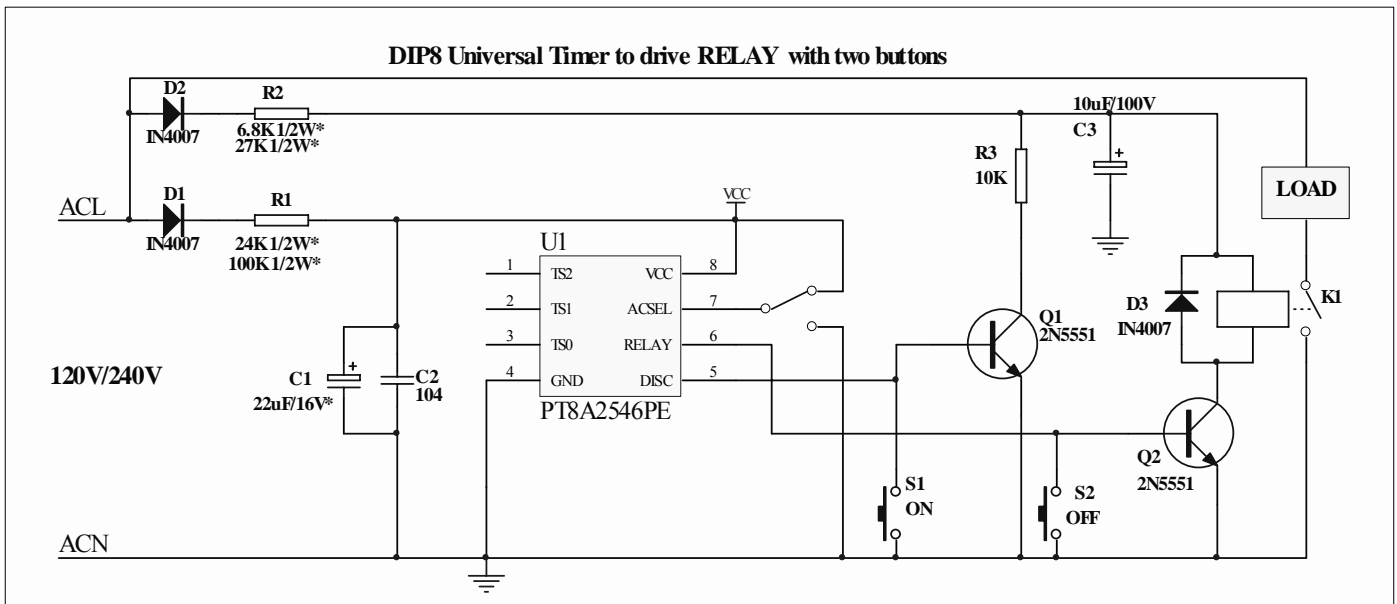 DIP8 Universal Timer to drive RELAY with two buttons
D2
IN4007
R2
6.8K1/2W*
27K1/2W*
10uF/100V
C3
+
R3
10K
LOAD
ACL
D1
IN4007
R1
24K1/2W*
100K1/2W*
VCC
U1
1 TS2
2 TS1
3 TS0
4 GND
VCC 8
ACSEL 7
RELAY 6
DISC 5
PT8A2546PE
Q1
2N5551
D3
IN4007
K1
120V/240V
+
C1
22uF/16V*
C2
104
Q2
2N5551
S1
ON
S2
OFF
ACN